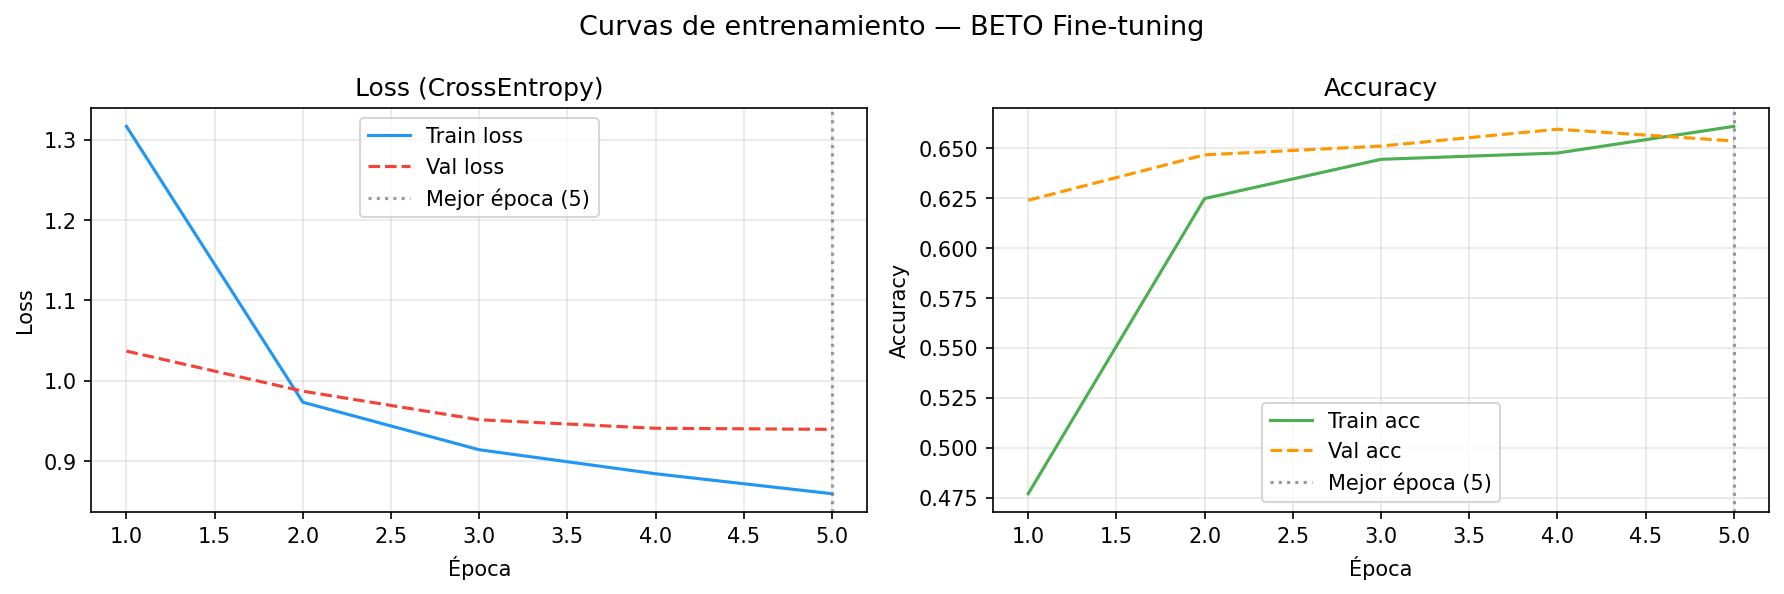 Curvas de entrenamiento — BETO Fine-tuning
Loss (CrossEntropy)
Loss
1.3
1.2
1.1
1.0
0.9
Train loss
Val loss
Mejor época (5)
1.0 1.5 2.0 2.5 3.0 3.5 4.0 4.5 5.0
Época
Accuracy
Accuracy
0.650
0.625
0.600
0.575
0.550
0.525
0.500
0.475
Train acc
Val acc
Mejor época (5)
1.0 1.5 2.0 2.5 3.0 3.5 4.0 4.5 5.0
Época